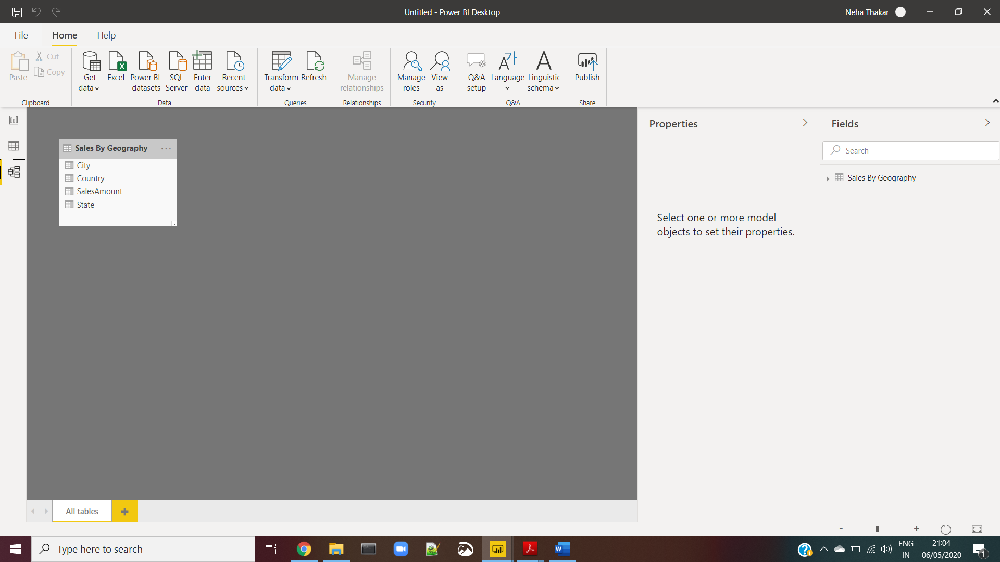 Untitled - Power BI Desktop
Neha Thakar
File
Home
Help
Paste
Cut
Copy
Clipboard
Get data
Excel
Power BI datasets
SQL Server
Enter data
Recent sources
Data
Transform data
Refresh
Queries
Manage relationships
Relationships
Manage roles
View as
Security
Q&A setup
Language
Linguistic schema
Q&A
Publish
Share
Sales By Geography
City
Country
SalesAmount
State
Properties
Select one or more model
objects to set their properties.
Fields
Search
Sales By Geography
All tables
Type here to search
ENG
IN
21:04
06/05/2020
1